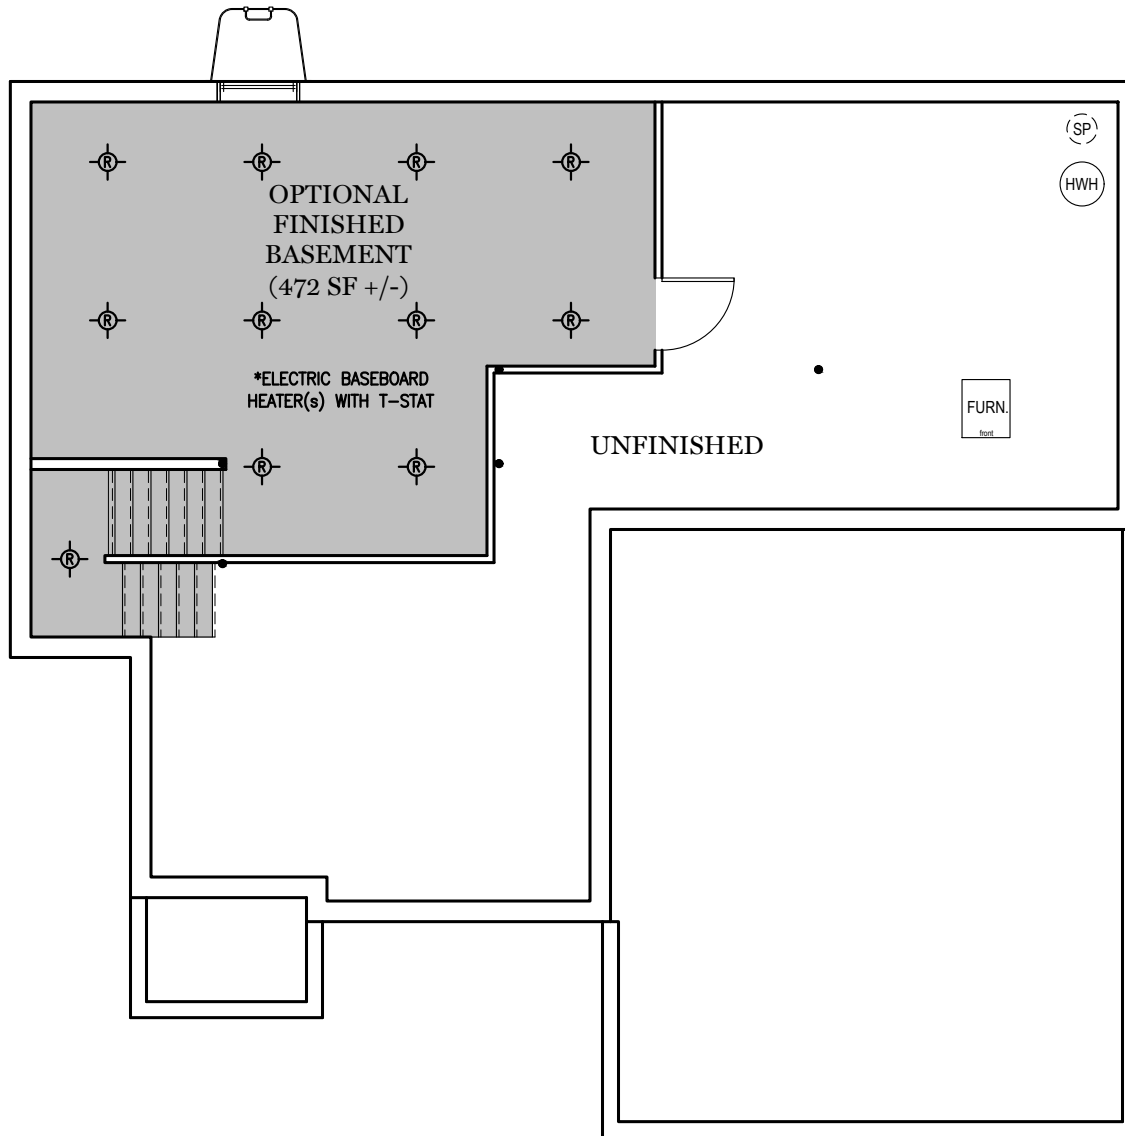 SP
R R R R
HWH
OPTIONAL
FINISHED
BASEMENT
(472 SF +/-)
R R R R
*ELECTRIC BASEBOARD
HEATER(s) WITH T-STAT
FURN.
front
UNFINISHED
R R
R